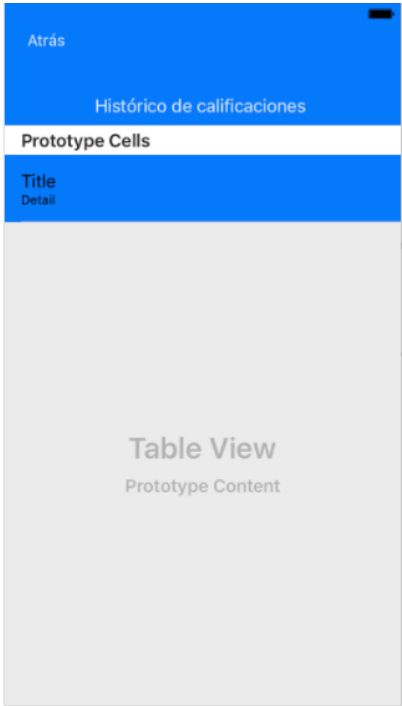 Atrás
Histórico de calificaciones
Prototype Cells
Title
Detail
Table View
Prototype Content